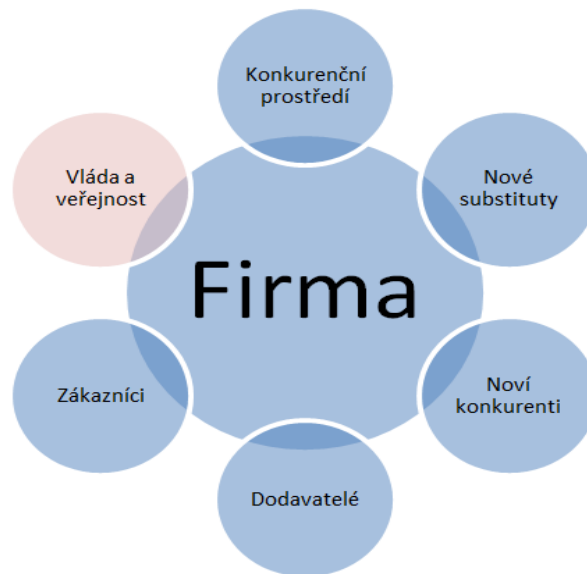 Konkurenční
prostředí
Vláda a
veřejnost
Nové
substituty
Firma
Zákazníci
Noví
konkurenti
Dodavatelé